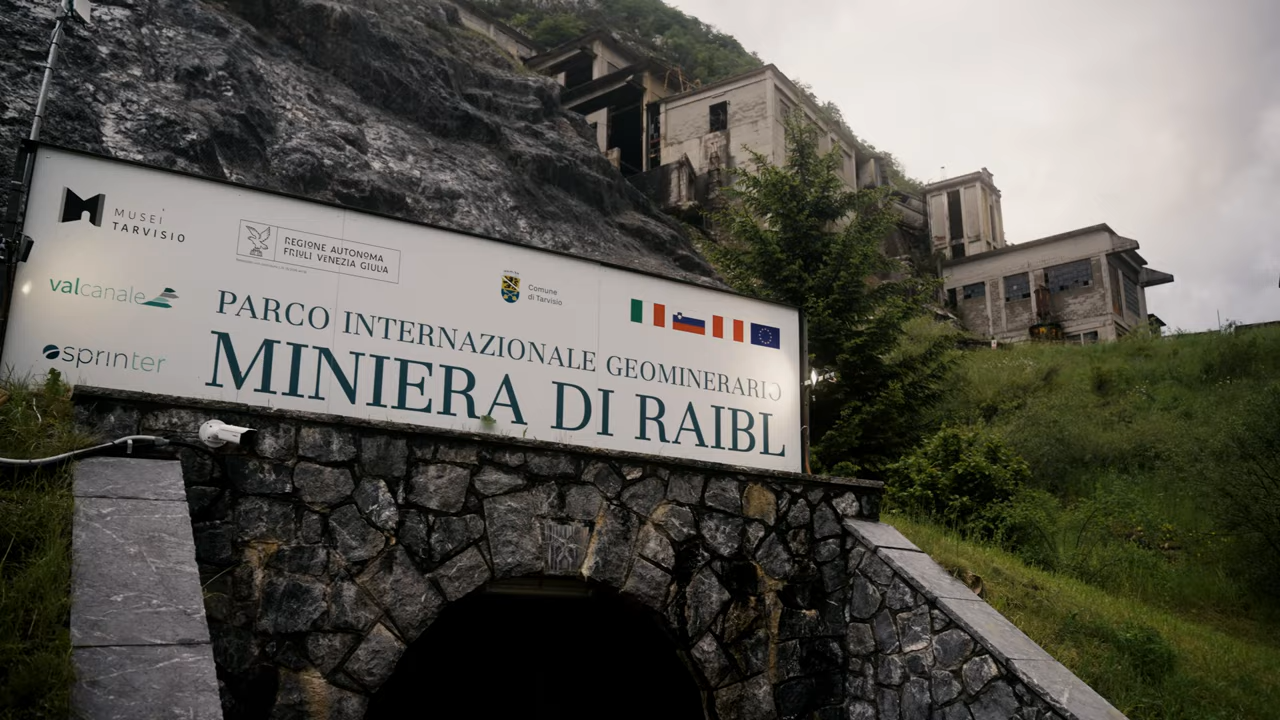 MUSEI
TARVISIO
REGIONE AUTONOMA
FRIULI VENEZIA GIULIA
Comune
di Tarvisio
valcanale
sprinter
PARCO INTERNAZIONALE GEOMINERARIO
MINIERA DI RAIBL